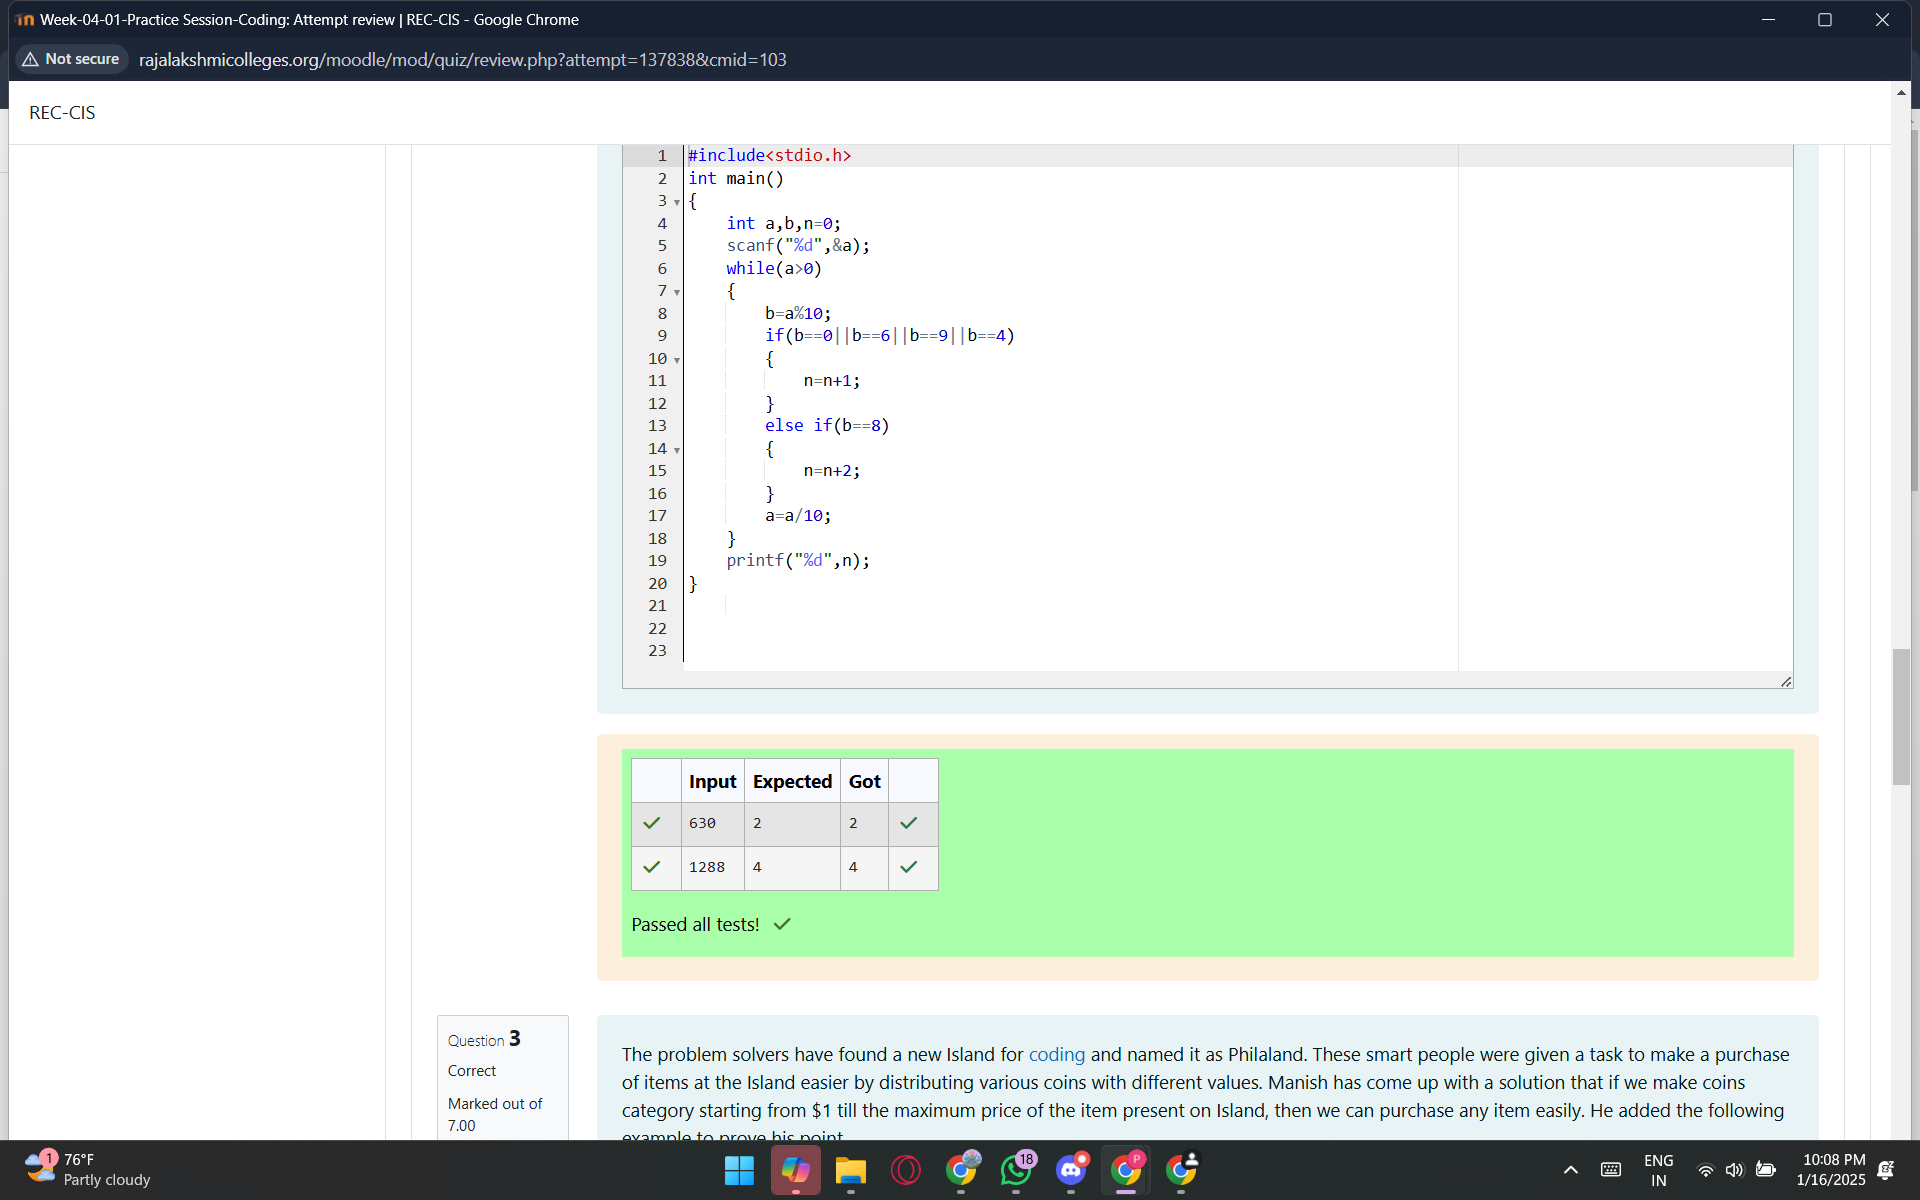 Week-04-01-Practice Session-Coding: Attempt review | REC-CIS - Google Chrome
Not secure rajalakshmicolleges.org/moodle/mod/quiz/review.php?attempt=137838&cmid=103
REC-CIS
1 #include<stdio.h>
2 int main()
3 {
4 int a,b,n=0;
5 scanf("%d",&a);
6 while(a>0)
7 {
8 b=a%10;
9 if(b==0||b==6||b==9||b==4)
10 {
11 n=n+1;
12 }
13 else if(b==8)
14 {
15 n=n+2;
16 }
17 a=a/10;
18 }
19 printf("%d",n);
20 }
21
22
23
Input Expected Got
630 2 2
1288 4 4
Passed all tests!
Question 3
Correct
Marked out of
7.00
The problem solvers have found a new Island for coding and named it as Philaland. These smart people were given a task to make a purchase
of items at the Island easier by distributing various coins with different values. Manish has come up with a solution that if we make coins
category starting from $1 till the maximum price of the item present on Island, then we can purchase any item easily. He added the following
example to prove his point.
1 76°F
Partly cloudy
18
P
ENG
IN
10:08 PM
1/16/2025